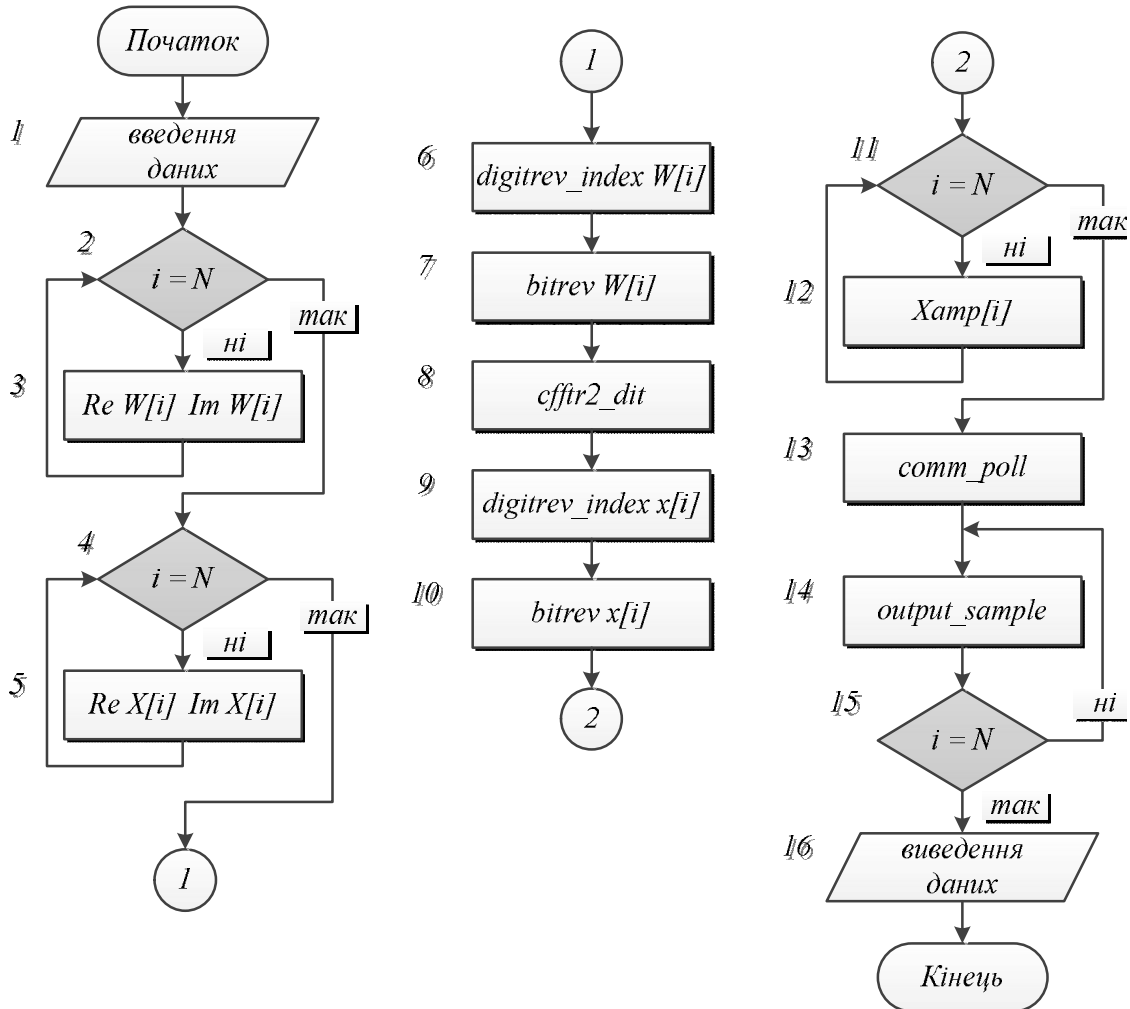 Початок
1
введення
даних
2
i = N
так
ні
3
Re W[i] Im W[i]
4
i = N
так
ні
5
Re X[i] Im X[i]
1
1
6
digitrev_index W[i]
7
bitrev W[i]
8
cfftr2_dit
9
digitrev_index x[i]
10
bitrev x[i]
2
2
11
i = N
так
ні
12
Xamp[i]
13
comm_poll
14
output_sample
15
i = N
ні
так
16
виведення
даних
Кінець